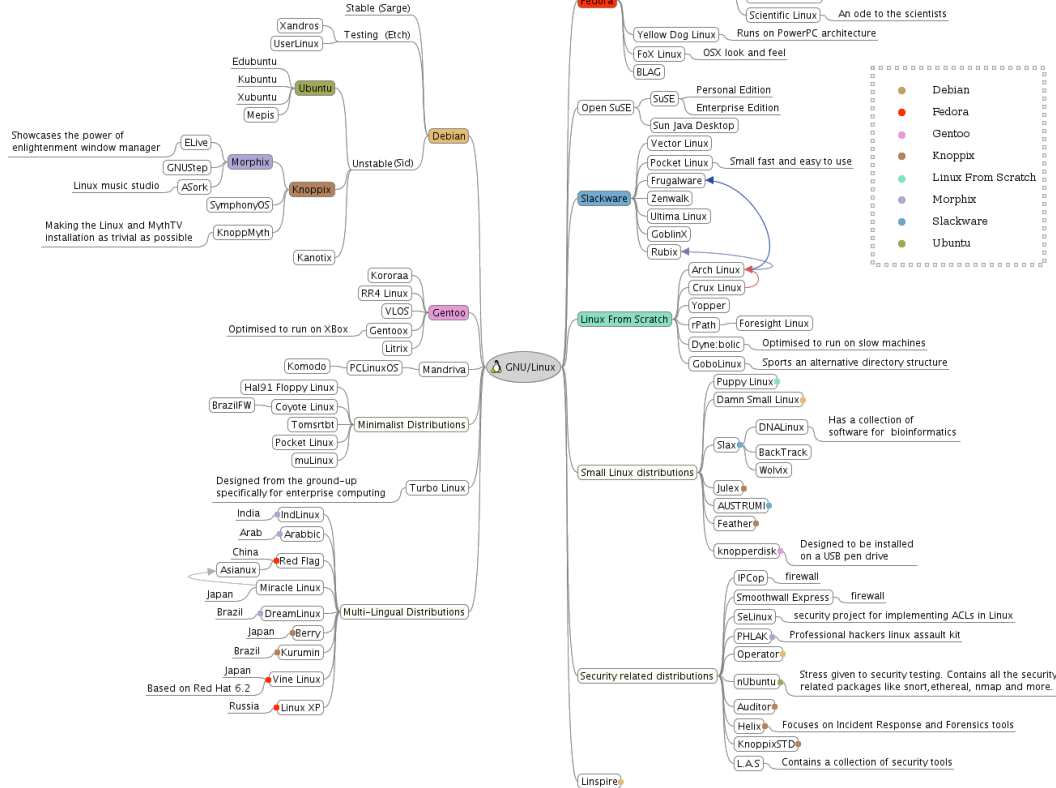 Stable (Sarge)
Xandros
Testing (Etch)
UserLinux
Edubuntu
Kubuntu
Ubuntu
Xubuntu
Mepis
Debian
Showcases the power of
enlightenment window manager
ELive
Morphix
Unstable(Sid)
GNUStep
Linux music studio
ASork
Knoppix
SymphonyOS
Making the Linux and MythTV
installation as trivial as possible
KnoppMyth
Kanotix
Kororaa
RR4 Linux
VLOS
Gentoo
Optimised to run on XBox
Gentoox
Litrix
Komodo
PCLinuxOS
Mandriva
GNU/Linux
Hal91 Floppy Linux
BrazilFW
Coyote Linux
Tomsrtbt
Minimalist Distributions
Pocket Linux
muLinux
Designed from the ground-up
specifically for enterprise computing
Turbo Linux
India
IndLinux
Arab
Arabbic
China
Red Flag
Asianux
Japan
Miracle Linux
Multi-Lingual Distributions
Brazil
DreamLinux
Japan
Berry
Brazil
Kurumin
Japan
Based on Red Hat 6.2
Vine Linux
Russia
Linux XP
Fedora
Scientific Linux
An ode to the scientists
Yellow Dog Linux
Runs on PowerPC architecture
FoX Linux
OSX look and feel
BLAG
Open SuSE
SuSE
Personal Edition
Enterprise Edition
Sun Java Desktop
Slackware
Vector Linux
Pocket Linux
Small fast and easy to use
Frugalware
Zenwalk
Ultima Linux
GoblinX
Rubix
Linux From Scratch
Arch Linux
Crux Linux
Yopper
rPath
Foresight Linux
Dyne:bolic
Optimised to run on slow machines
GoboLinux
Sports an alternative directory structure
Small Linux distributions
Puppy Linux
Damn Small Linux
Slax
DNALinux
Has a collection of
software for bioinformatics
BackTrack
Wolvix
Julex
AUSTRUMI
Feather
knopperdisk
Designed to be installed
on a USB pen drive
Security related distributions
IPCop
firewall
Smoothwall Express
firewall
SeLinux
security project for implementing ACLs in Linux
PHLAK
Professional hackers linux assault kit
Operator
nUbuntu
Stress given to security testing. Contains all the security
related packages like snort,ethereal, nmap and more.
Auditor
Helix
Focuses on Incident Response and Forensics tools
KnoppixSTD
L.A.S
Contains a collection of security tools
Linspire
Debian
Fedora
Gentoo
Knoppix
Linux From Scratch
Morphix
Slackware
Ubuntu